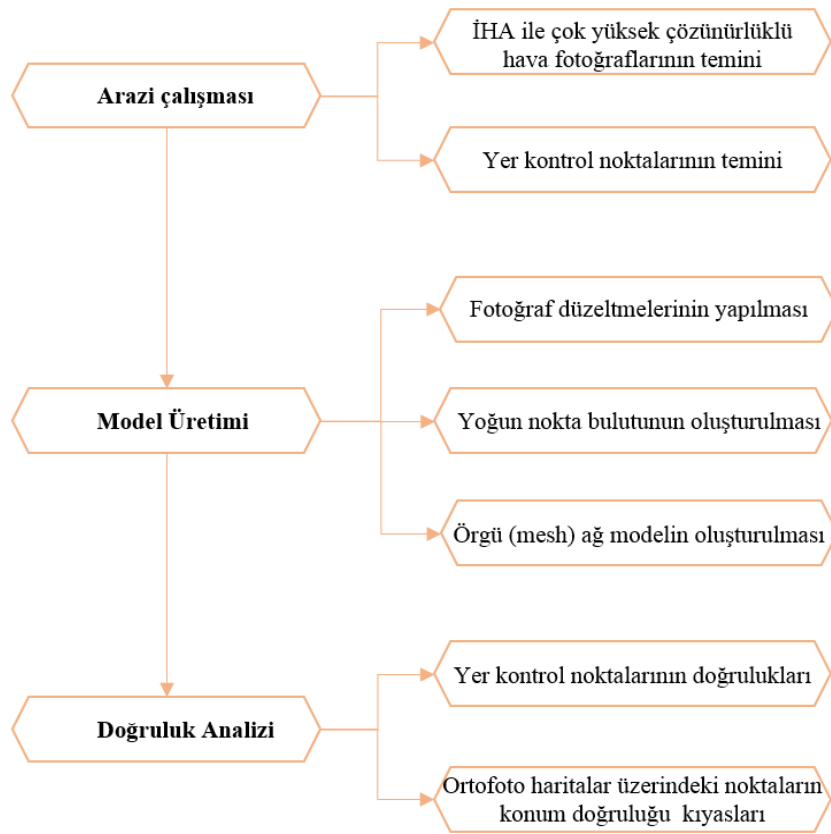 İHA ile çok yüksek çözünürlüklü
hava fotoğraflarının temini
Arazi çalışması
Yer kontrol noktalarının temini
Fotoğraf düzeltmelerinin yapılması
Model Üretimi
Yoğun nokta bulutunun oluşturulması
Örgü (mesh) ağ modelin oluşturulması
Yer kontrol noktalarının doğrulukları
Doğruluk Analizi
Ortofoto haritalar üzerindeki noktaların
konum doğruluğu kıyasları